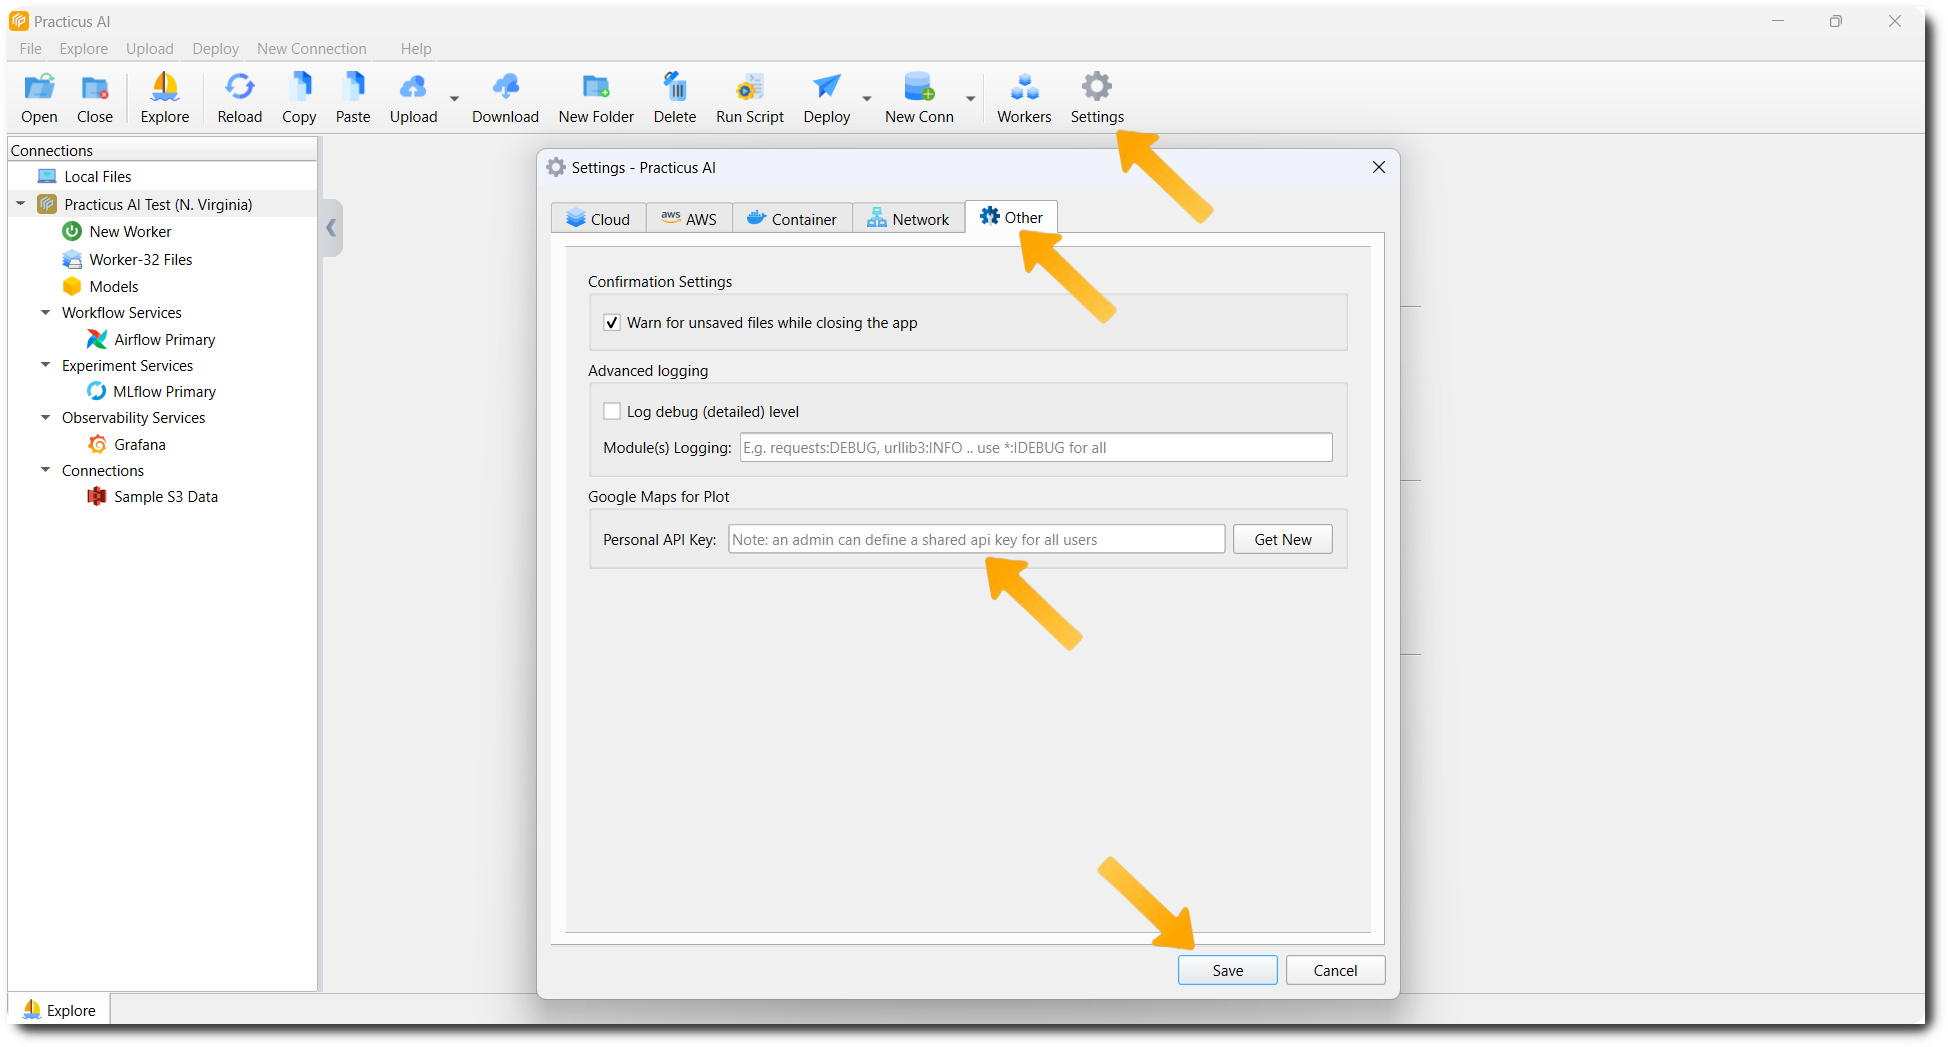 Practicus AI
File Explore Upload Deploy New Connection Help
Open Close Explore Reload Copy Paste Upload Download New Folder Delete Run Script Deploy New Conn Workers Settings
Connections
Local Files
Practicus AI Test (N. Virginia)
New Worker
Worker-32 Files
Models
Workflow Services
Airflow Primary
Experiment Services
MLflow Primary
Observability Services
Grafana
Connections
Sample S3 Data
Settings - Practicus AI
Cloud aws AWS Container Network Other
Confirmation Settings
Warn for unsaved files while closing the app
Advanced logging
Log debug (detailed) level
Module(s) Logging: E.g. requests:DEBUG, urllib3:INFO .. use *:IDEBUG for all
Google Maps for Plot
Personal API Key: Note: an admin can define a shared api key for all users Get New
Save Cancel
Explore